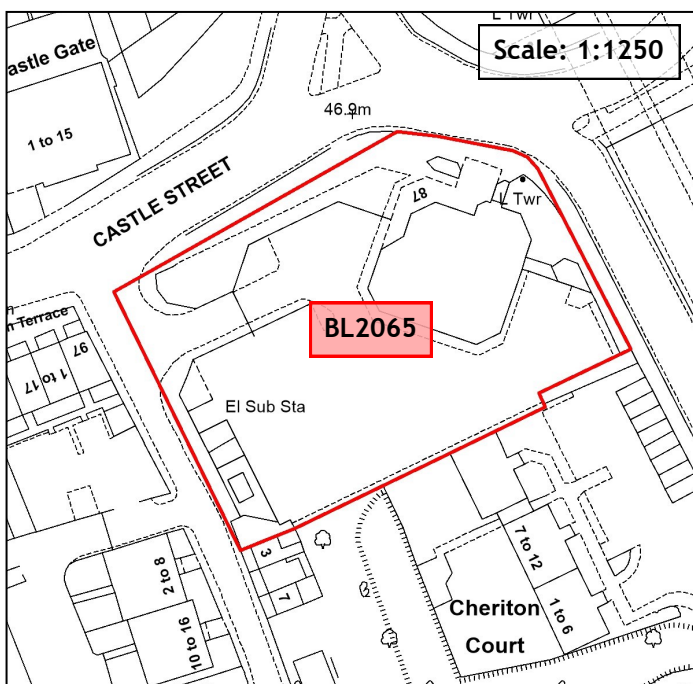 L Twr
Scale: 1:1250
astle Gate
46.9m
1 to 15
CASTLE STREET
87
L Twr
n Terrace
BL2065
97
1 to 17
El Sub Sta
3
7 to 12
2 to 8
7
Cheriton
Court
1 to 6
10 to 16